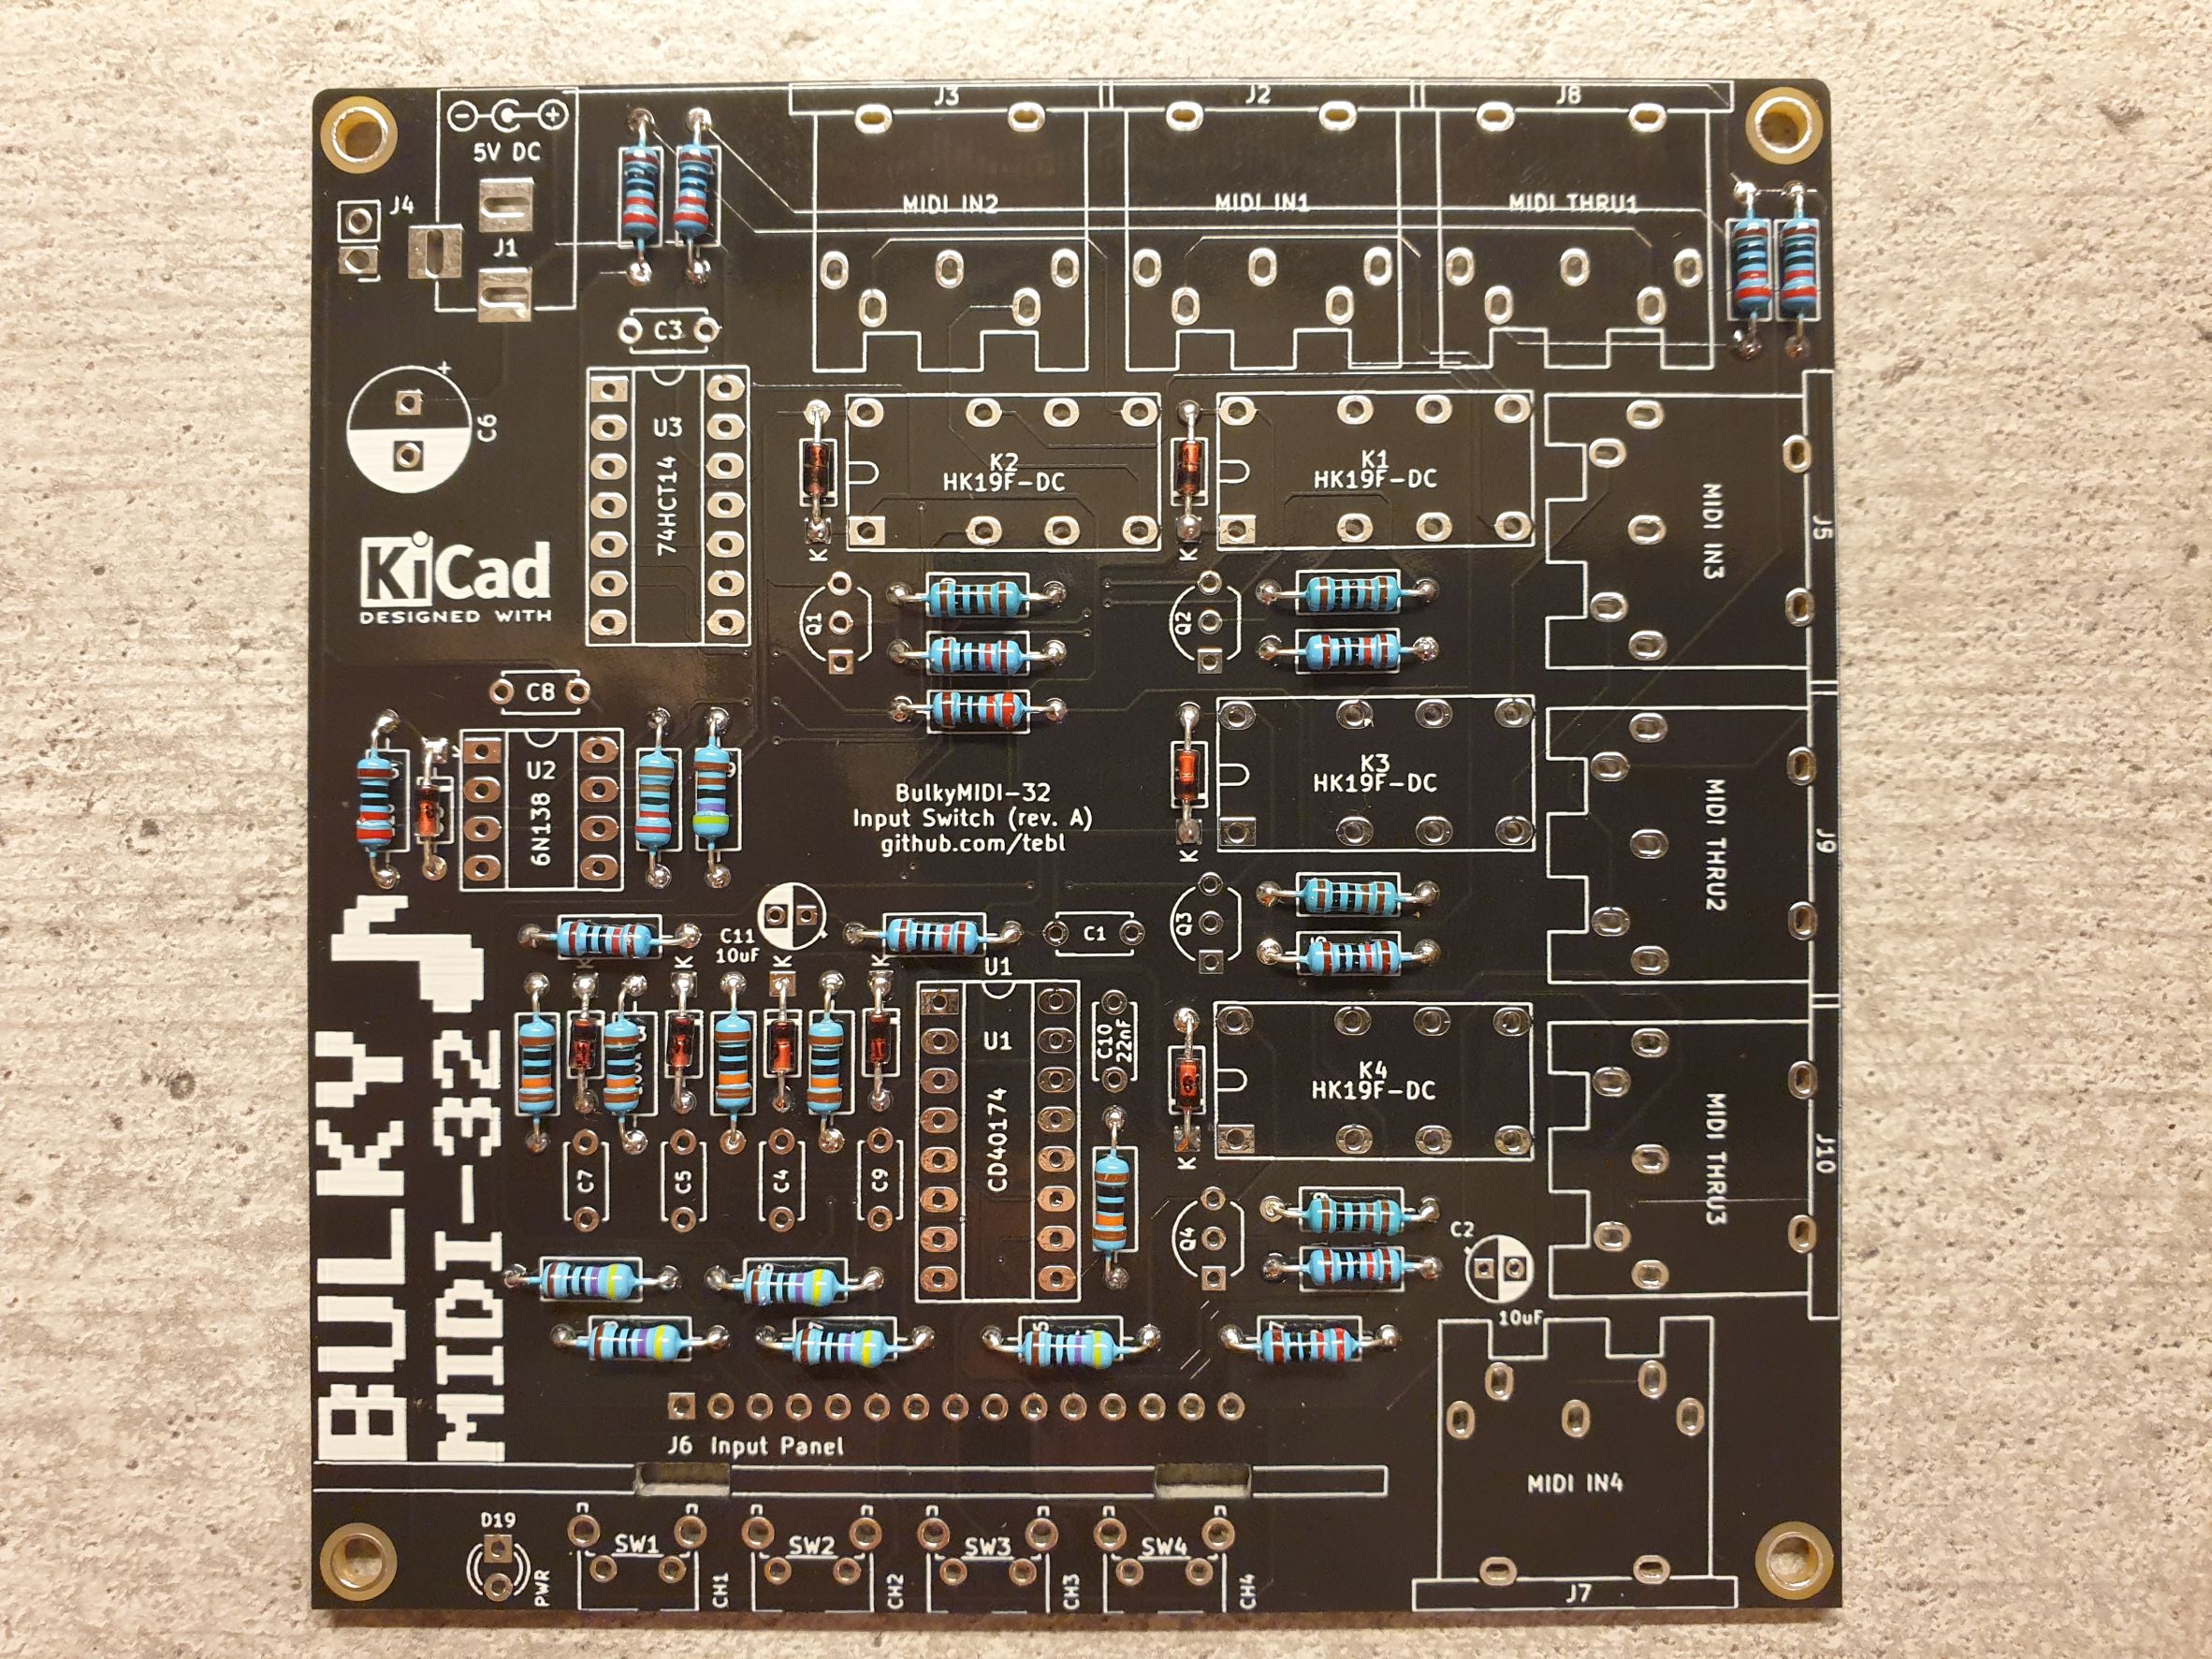 J3
J2
J8
5V DC
J4
J1
MIDI IN2
MIDI IN1
MIDI THRU1
C3
+
C6
U3
74HCT14
K2
HK19F-DC
K1
HK19F-DC
K
K
MIDI IN3
J5
KiCad
DESIGNED WITH
Q1
Q2
C8
U2
6N138
BulkyMIDI-32
Input Switch (rev. A)
github.com/tebl
K3
HK19F-DC
K
MIDI THRU2
J9
C11
10uF
C1
Q3
K
K
K
K
U1
U1
CD40174
C10
22nF
K4
HK19F-DC
K
MIDI THRU3
J10
C7
C5
C4
C9
Q4
C2
10uF
BULKY
MIDI-32
J6 Input Panel
MIDI IN4
J7
D19
PWR
SW1
CH1
SW2
CH2
SW3
CH3
SW4
CH4